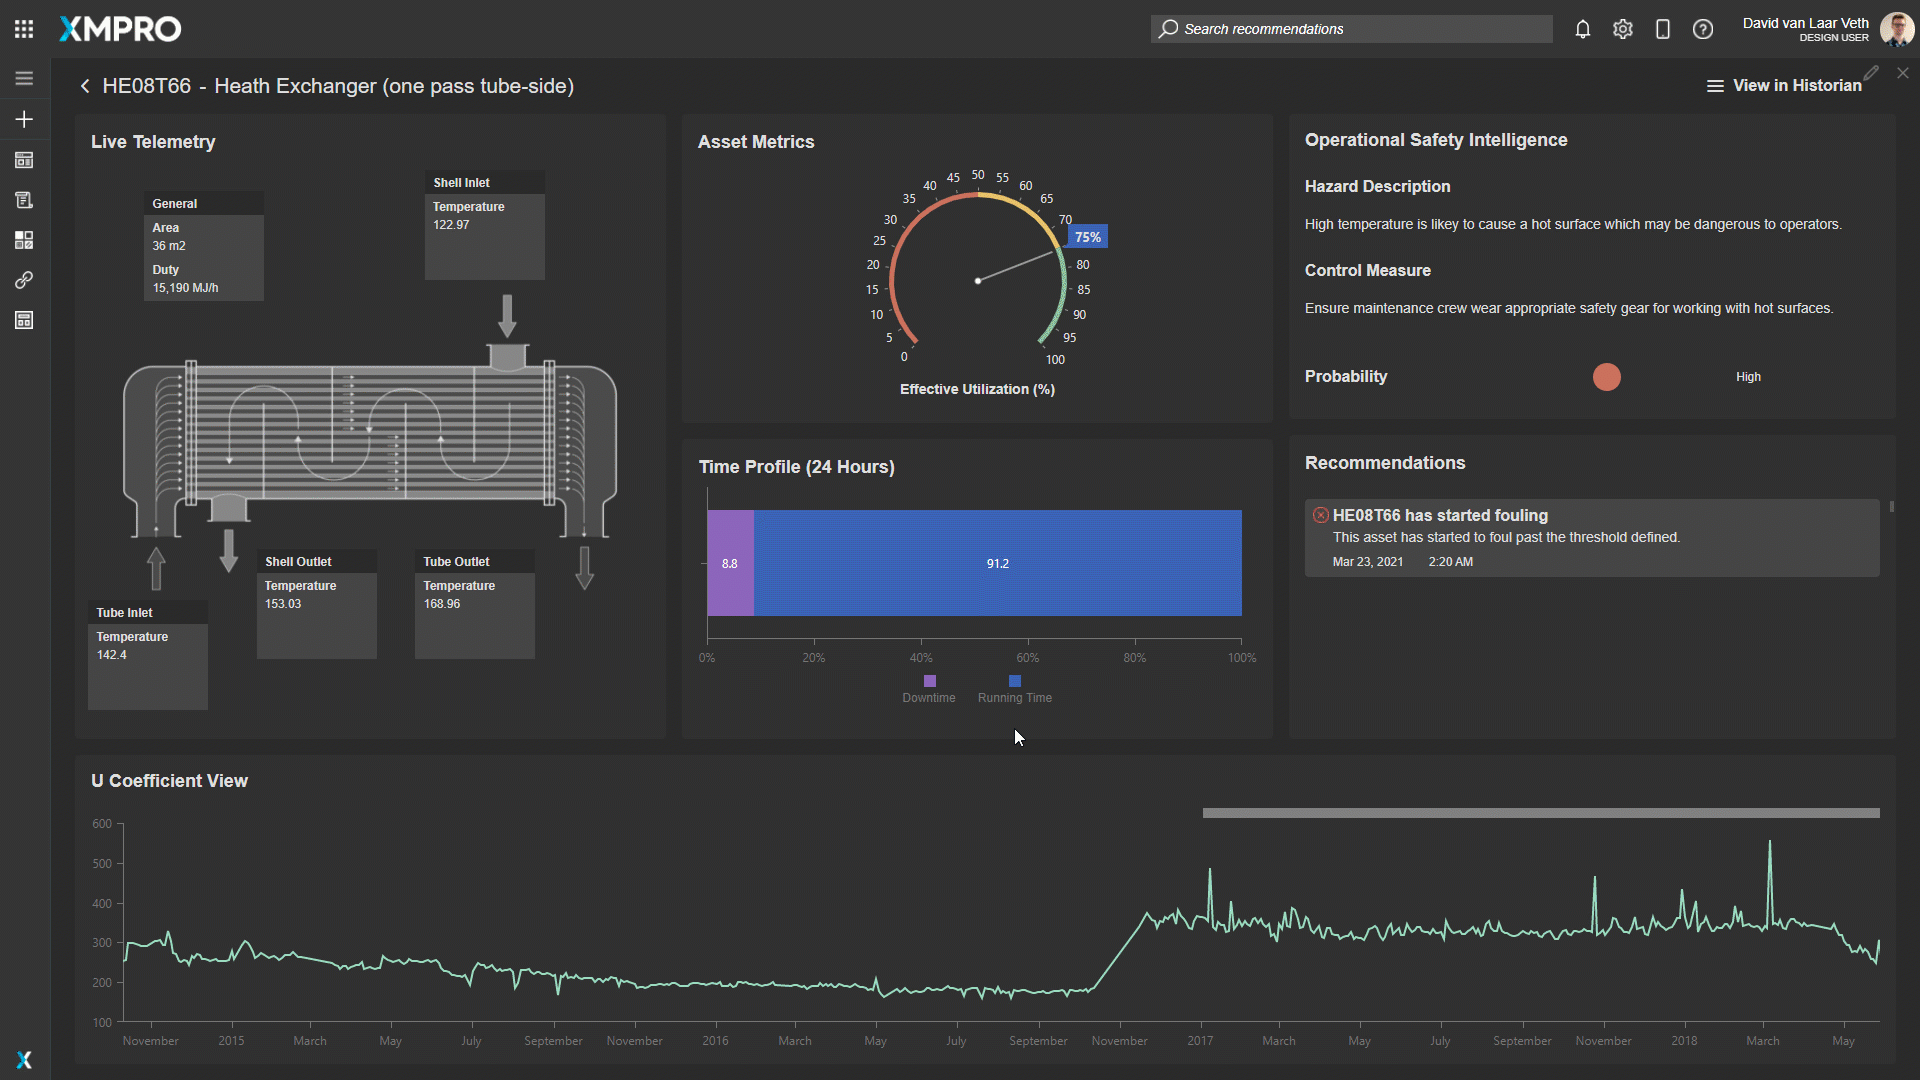 XMPRO
Search recommendations
David van Laar Veth
DESIGN USER
HE08T66 - Heath Exchanger (one pass tube-side)
View in Historian
Live Telemetry
General
Area
36 m2
Duty
15,190 MJ/h
Shell Inlet
Temperature
122.97
Shell Outlet
Temperature
153.03
Tube Outlet
Temperature
168.96
Tube Inlet
Temperature
142.4
Asset Metrics
0
5
10
15
20
25
30
35
40
45
50
55
60
65
70
75%
80
85
90
95
100
Effective Utilization (%)
Time Profile (24 Hours)
8.8
91.2
0%
20%
40%
60%
80%
100%
Downtime
Running Time
Operational Safety Intelligence
Hazard Description
High temperature is likey to cause a hot surface which may be dangerous to operators.
Control Measure
Ensure maintenance crew wear appropriate safety gear for working with hot surfaces.
Probability
High
Recommendations
HE08T66 has started fouling
This asset has started to foul past the threshold defined.
Mar 23, 2021 2:20 AM
U Coefficient View
600
500
400
300
200
100
November 2015 March May July September November 2016 March May July September November 2017 March May July September November 2018 March May